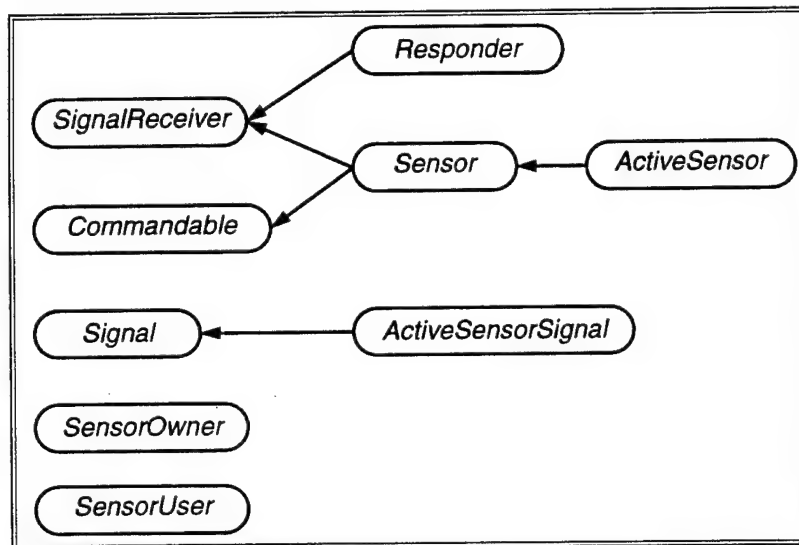 Responder
SignalReceiver
Sensor
ActiveSensor
Commandable
Signal
ActiveSensorSignal
SensorOwner
SensorUser